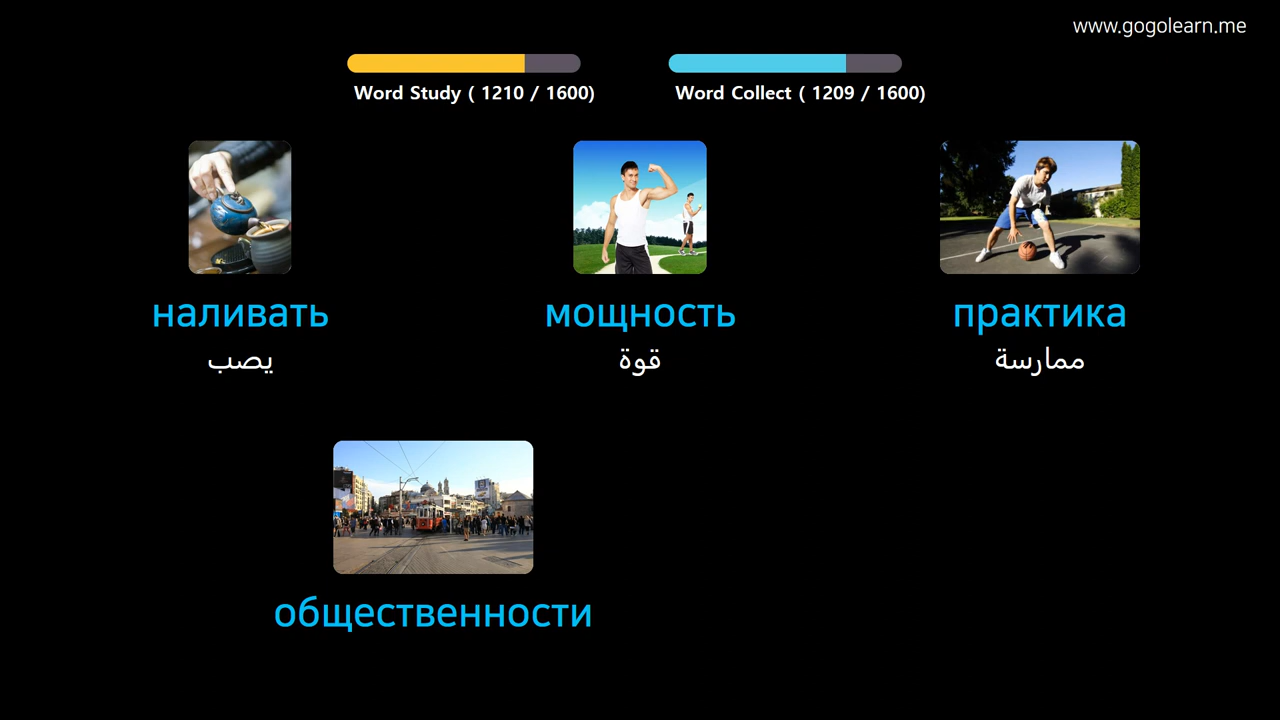 www.gogolearn.me
Word Study ( 1210 / 1600)
Word Collect ( 1209 / 1600)
наливать
يصب
мощность
قوة
практика
ممارسة
общественности